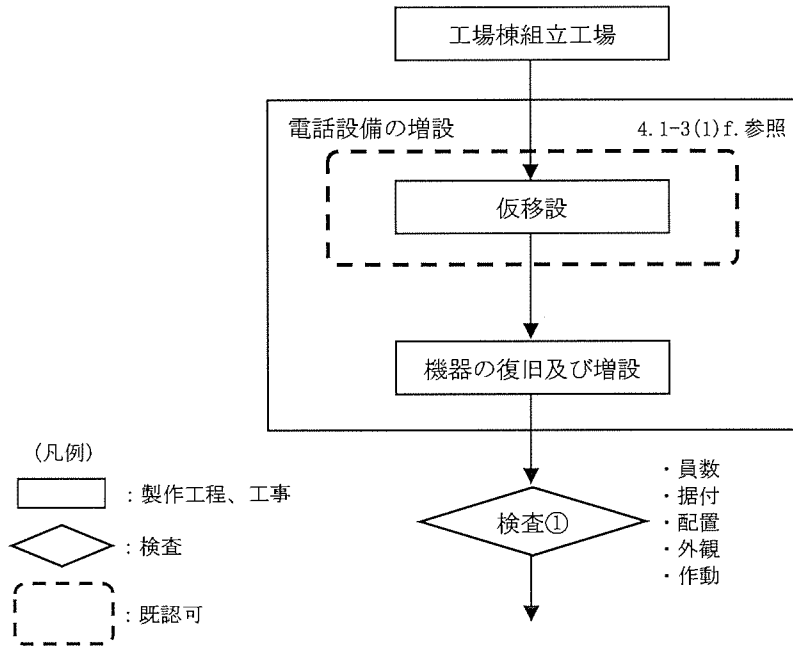 工場棟組立工場
電話設備の増設
4.1-3(1)f.参照
仮移設
機器の復旧及び増設
検査①
・員数
・据付
・配置
・外観
・作動
(凡例)
：製作工程、工事
：検査
：既認可